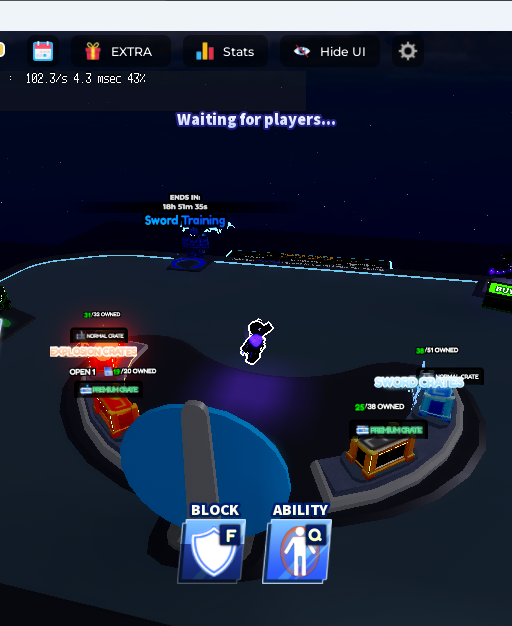 EXTRA
Stats
Hide UI
: 102.3/s 4.3 msec 43%
Waiting for players...
ENDS IN:
18h 51m 35s
Sword Training
31/33 OWNED
NORMAL CRATE
EXPLOSION CRATES
OPEN 1
19/20 OWNED
PREMIUM CRATE
BUY
38/51 OWNED
NORMAL CRATE
SWORD CRATES
25/38 OWNED
PREMIUM CRATE
BLOCK
ABILITY
F
Q